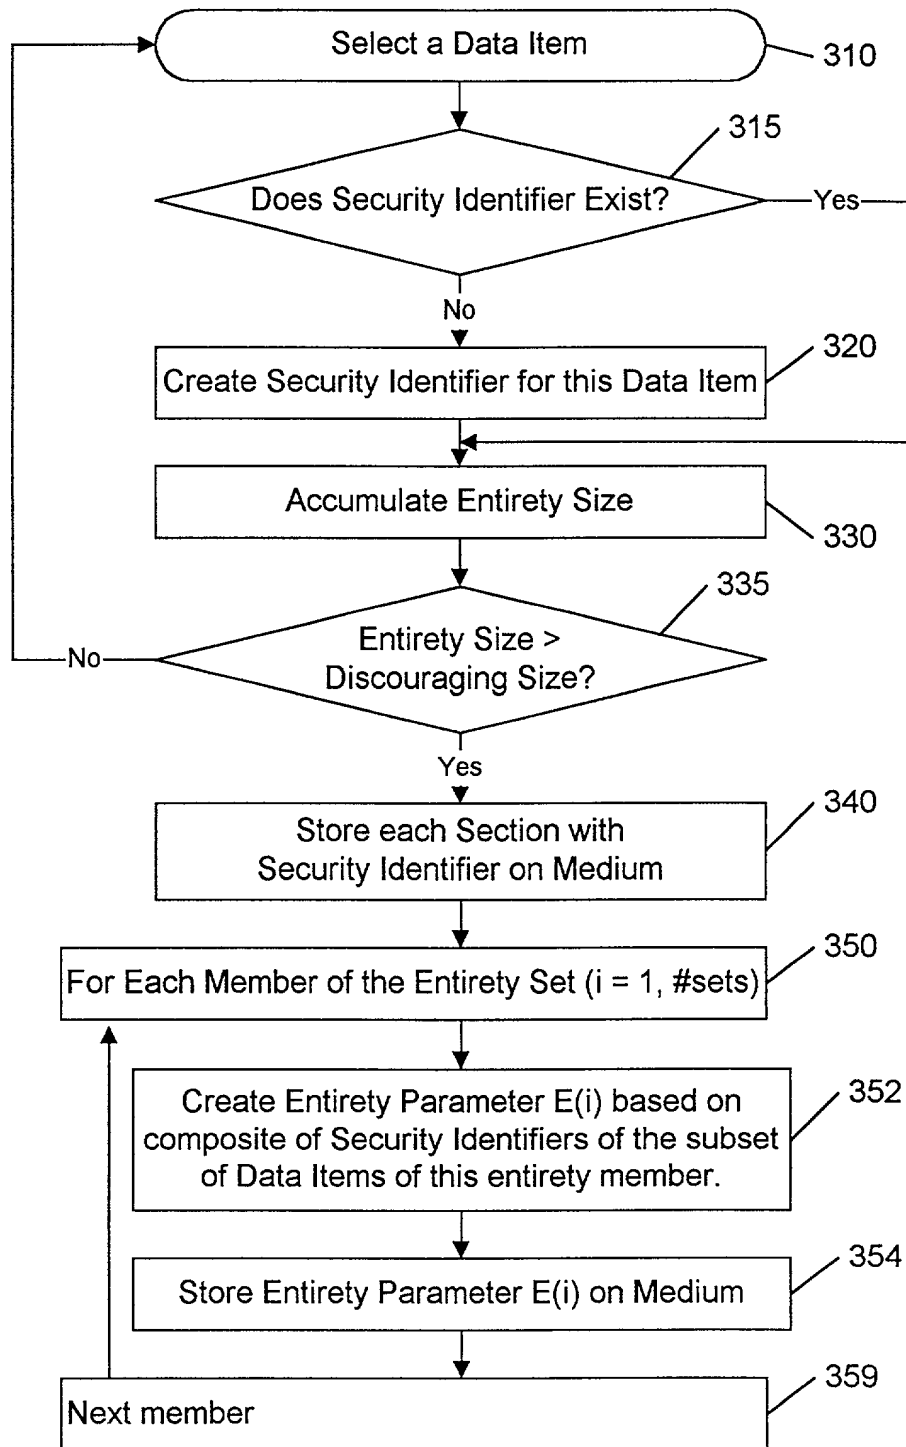 Select a Data Item
310
315
Does Security Identifier Exist?
Yes
No
320
Create Security Identifier for this Data Item
Accumulate Entirety Size
330
335
Entirety Size >
Discouraging Size?
No
Yes
340
Store each Section with
Security Identifier on Medium
350
For Each Member of the Entirety Set (i = 1, #sets)
352
Create Entirety Parameter E(i) based on
composite of Security Identifiers of the subset
of Data Items of this entirety member.
354
Store Entirety Parameter E(i) on Medium
359
Next member